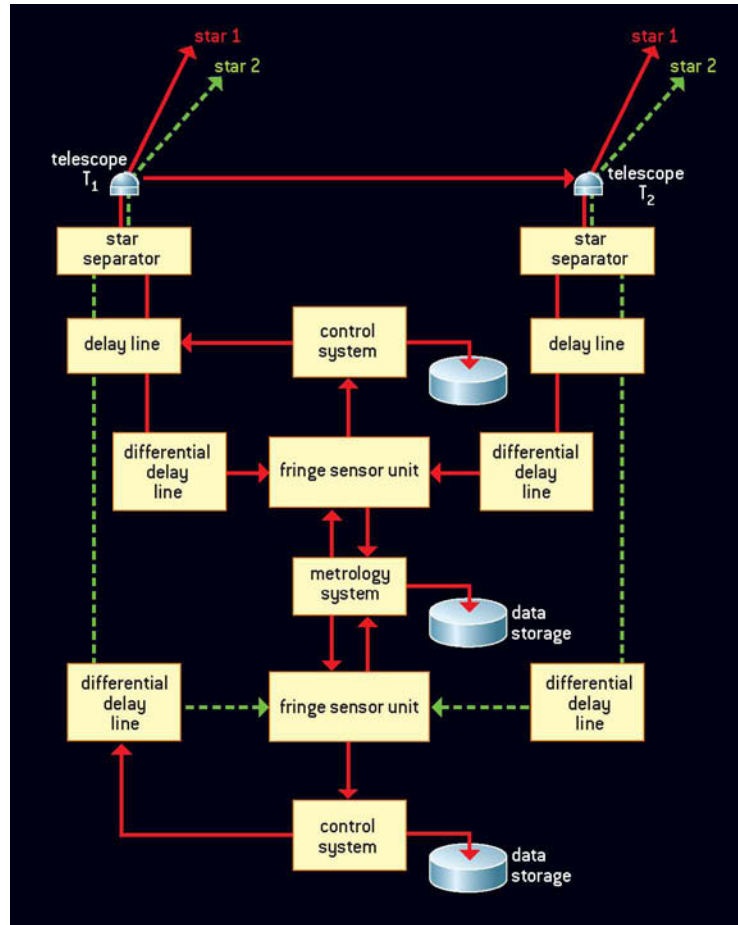 star 1
star 2
star 1
star 2
telescope
T1
telescope
T2
star
separator
star
separator
delay line
control
system
delay line
differential
delay
line
fringe sensor unit
differential
delay
line
metrology
system
data
storage
differential
delay
line
fringe sensor unit
differential
delay
line
control
system
data
storage